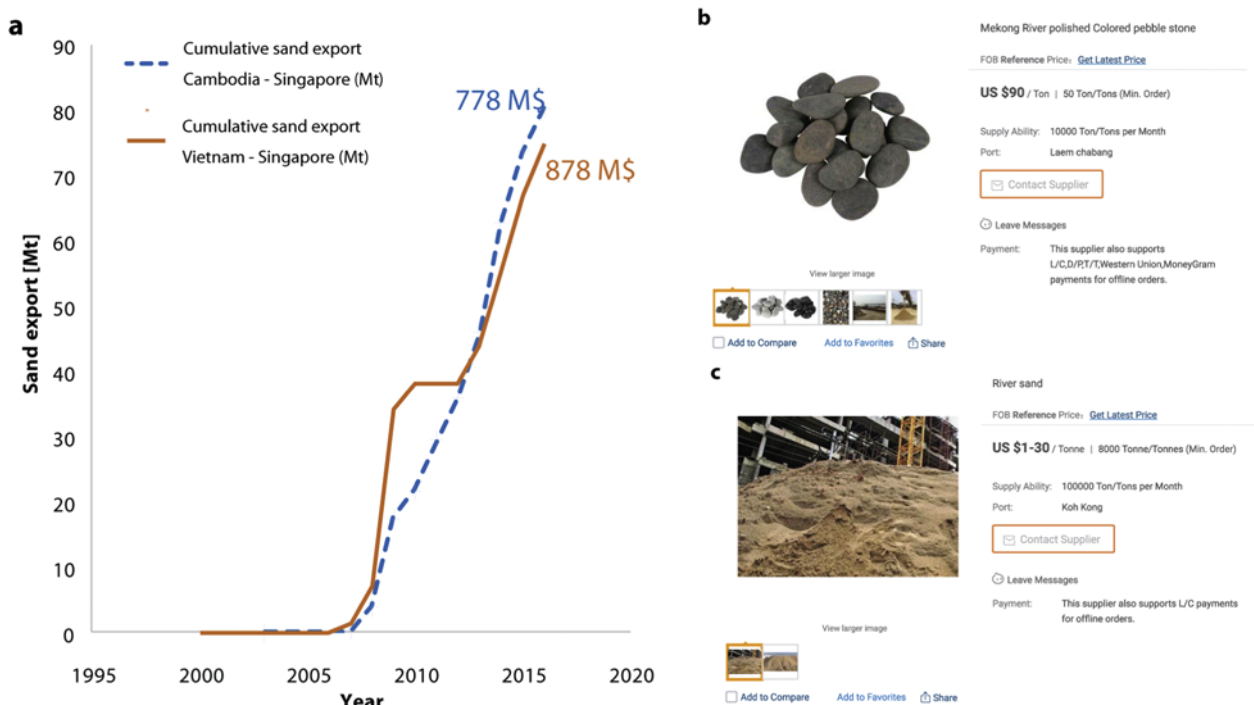 a
90
80
70
60
50
40
30
20
10
0
Sand export [Mt]
1995
2000
2005
2010
2015
2020
Year
Cumulative sand export
Cambodia - Singapore (Mt)
Cumulative sand export
Vietnam - Singapore (Mt)
778 M$
878 M$
b
View larger image
Add to Compare
Add to Favorites
Share
Mekong River polished Colored pebble stone
FOB Reference Price: Get Latest Price
US $90 / Ton | 50 Ton/Tons (Min. Order)
Supply Ability: 10000 Ton/Tons per Month
Port: Laem chabang
Contact Supplier
Leave Messages
Payment: This supplier also supports
L/C,D/P,T/T,Western Union,MoneyGram
payments for offline orders.
c
View larger image
Add to Compare
Add to Favorites
Share
River sand
FOB Reference Price: Get Latest Price
US $1-30 / Tonne | 8000 Tonne/Tonnes (Min. Order)
Supply Ability: 100000 Ton/Tons per Month
Port: Koh Kong
Contact Supplier
Leave Messages
Payment: This supplier also supports L/C payments
for offline orders.